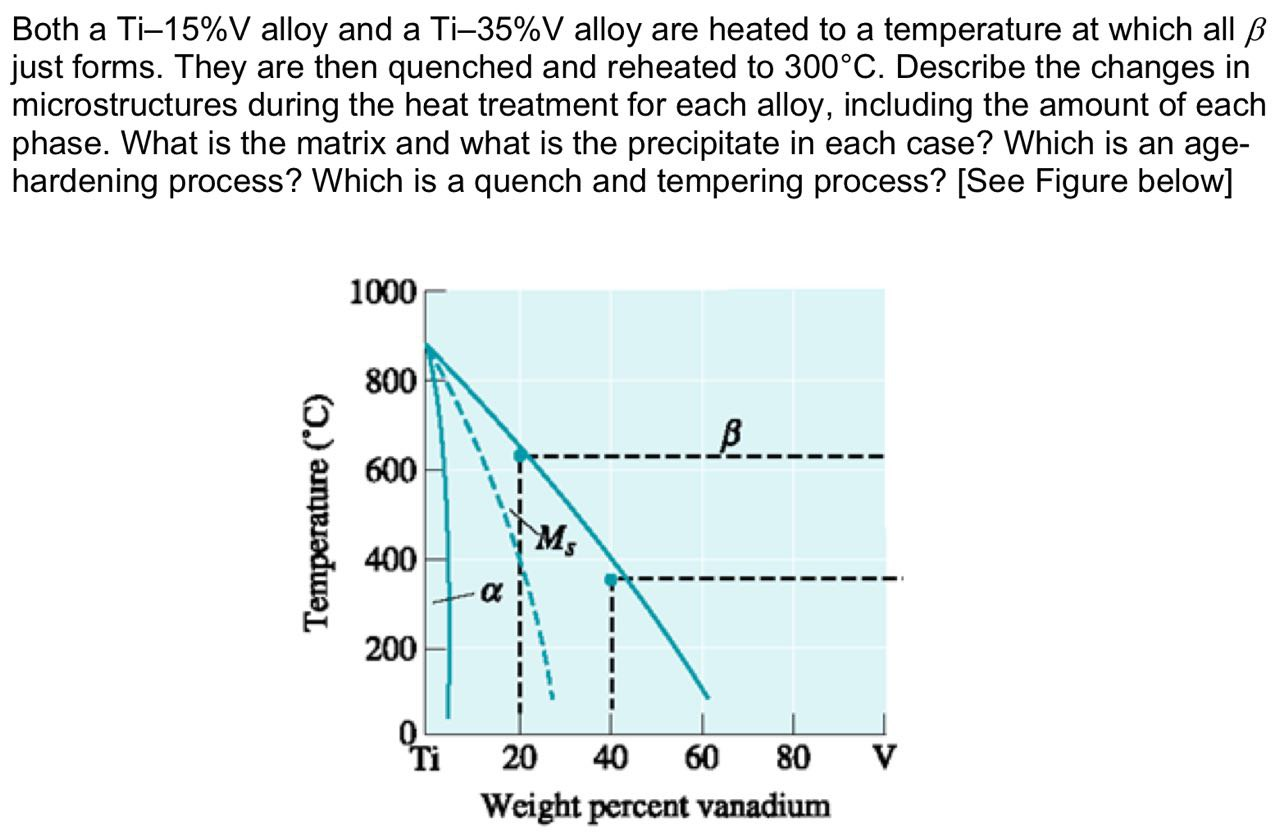 Both a Ti–15%V alloy and a Ti–35%V alloy are heated to a temperature at which all β
just forms. They are then quenched and reheated to 300°C. Describe the changes in
microstructures during the heat treatment for each alloy, including the amount of each
phase. What is the matrix and what is the precipitate in each case? Which is an age-
hardening process? Which is a quench and tempering process? [See Figure below]
1000
800
β
600
Ms
400
α
200
0
Ti 20 40 60 80 V
Temperature (°C)
Weight percent vanadium